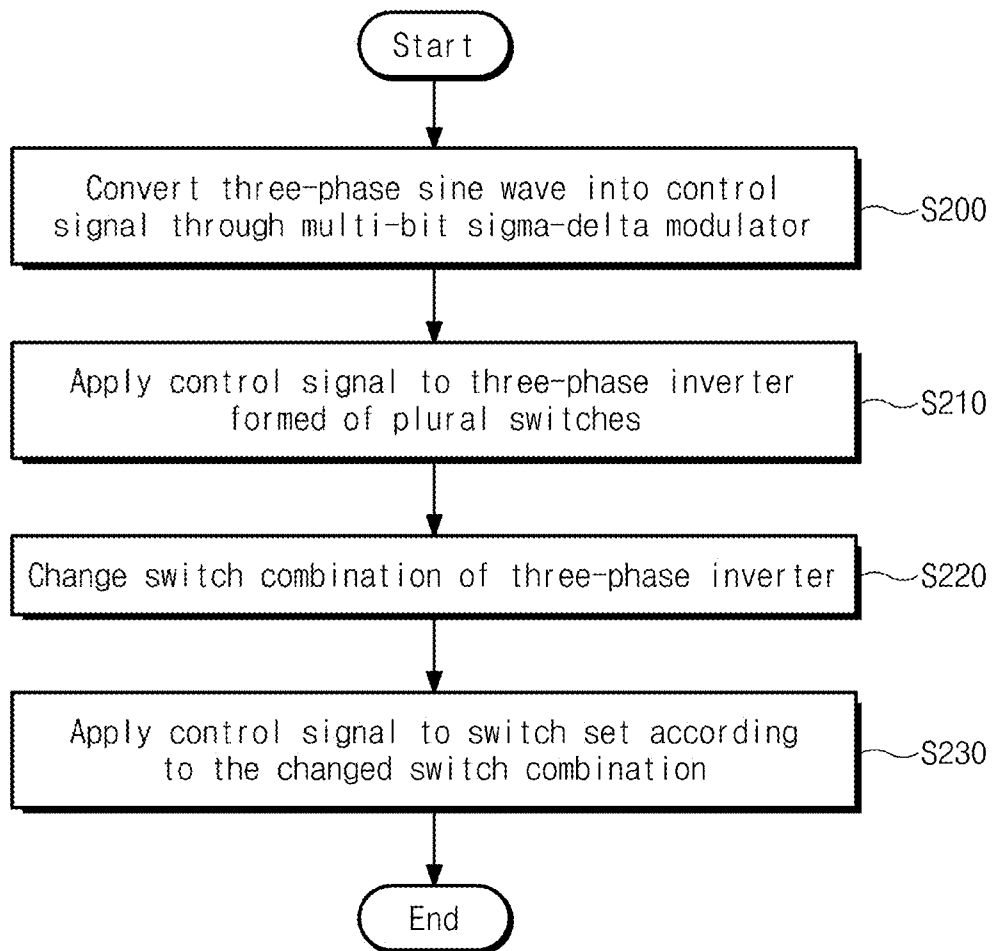 Start
Convert three-phase sine wave into control
signal through multi-bit sigma-delta modulator
S200
Apply control signal to three-phase inverter
formed of plural switches
S210
Change switch combination of three-phase inverter
S220
Apply control signal to switch set according
to the changed switch combination
S230
End